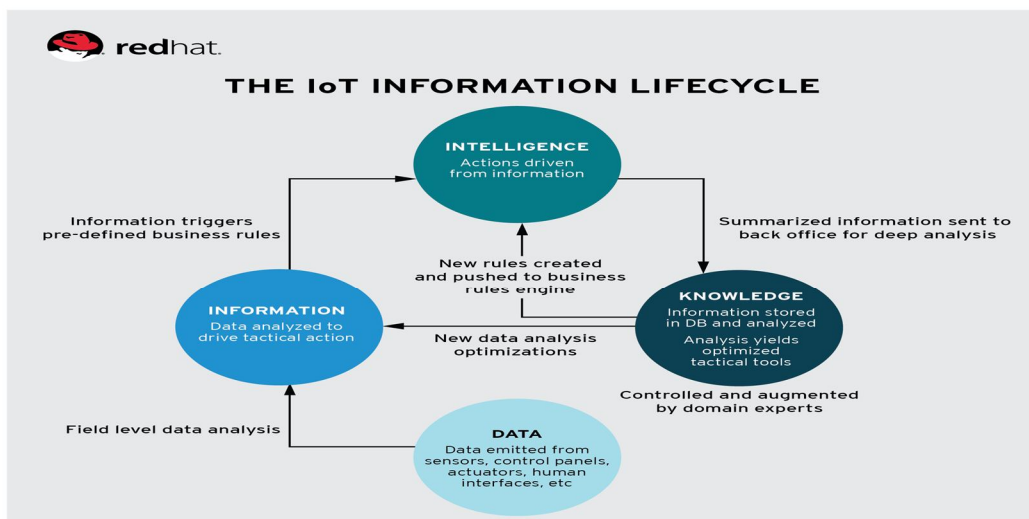 redhat.
THE IoT INFORMATION LIFECYCLE
INTELLIGENCE
Actions driven
from information
Information triggers
pre-defined business rules
Summarized information sent to
back office for deep analysis
New rules created
and pushed to business
rules engine
INFORMATION
Data analyzed to
drive tactical action
KNOWLEDGE
Information stored
in DB and analyzed
Analysis yields
optimized
tactical tools
New data analysis
optimizations
Controlled and augmented
by domain experts
Field level data analysis
DATA
Data emitted from
sensors, control panels,
actuators, human
interfaces, etc